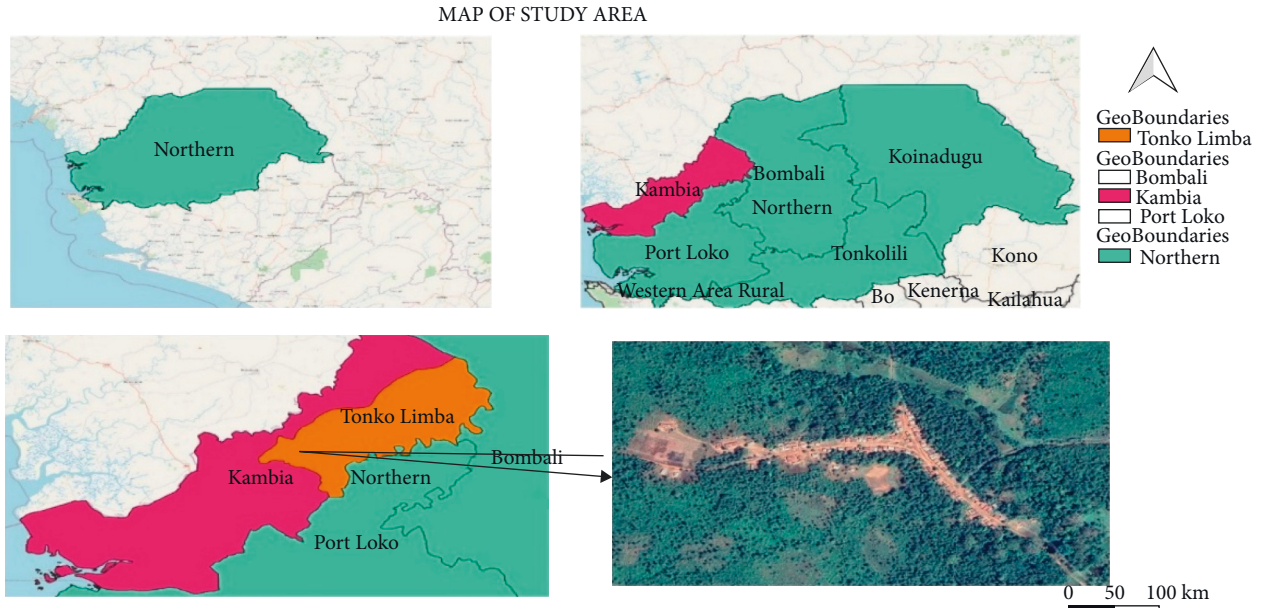 MAP OF STUDY AREA
Northern
Koinadugu
Bombali
Kambia
Northern
Port Loko
Tonkolili
Kono
Western Area Rural
Bo
Kenerna
Kailahua
GeoBoundaries
Tonko Limba
GeoBoundaries
Bombali
Kambia
Port Loko
GeoBoundaries
Northern
Tonko Limba
Bombali
Kambia
Northern
Port Loko
0 50 100 km